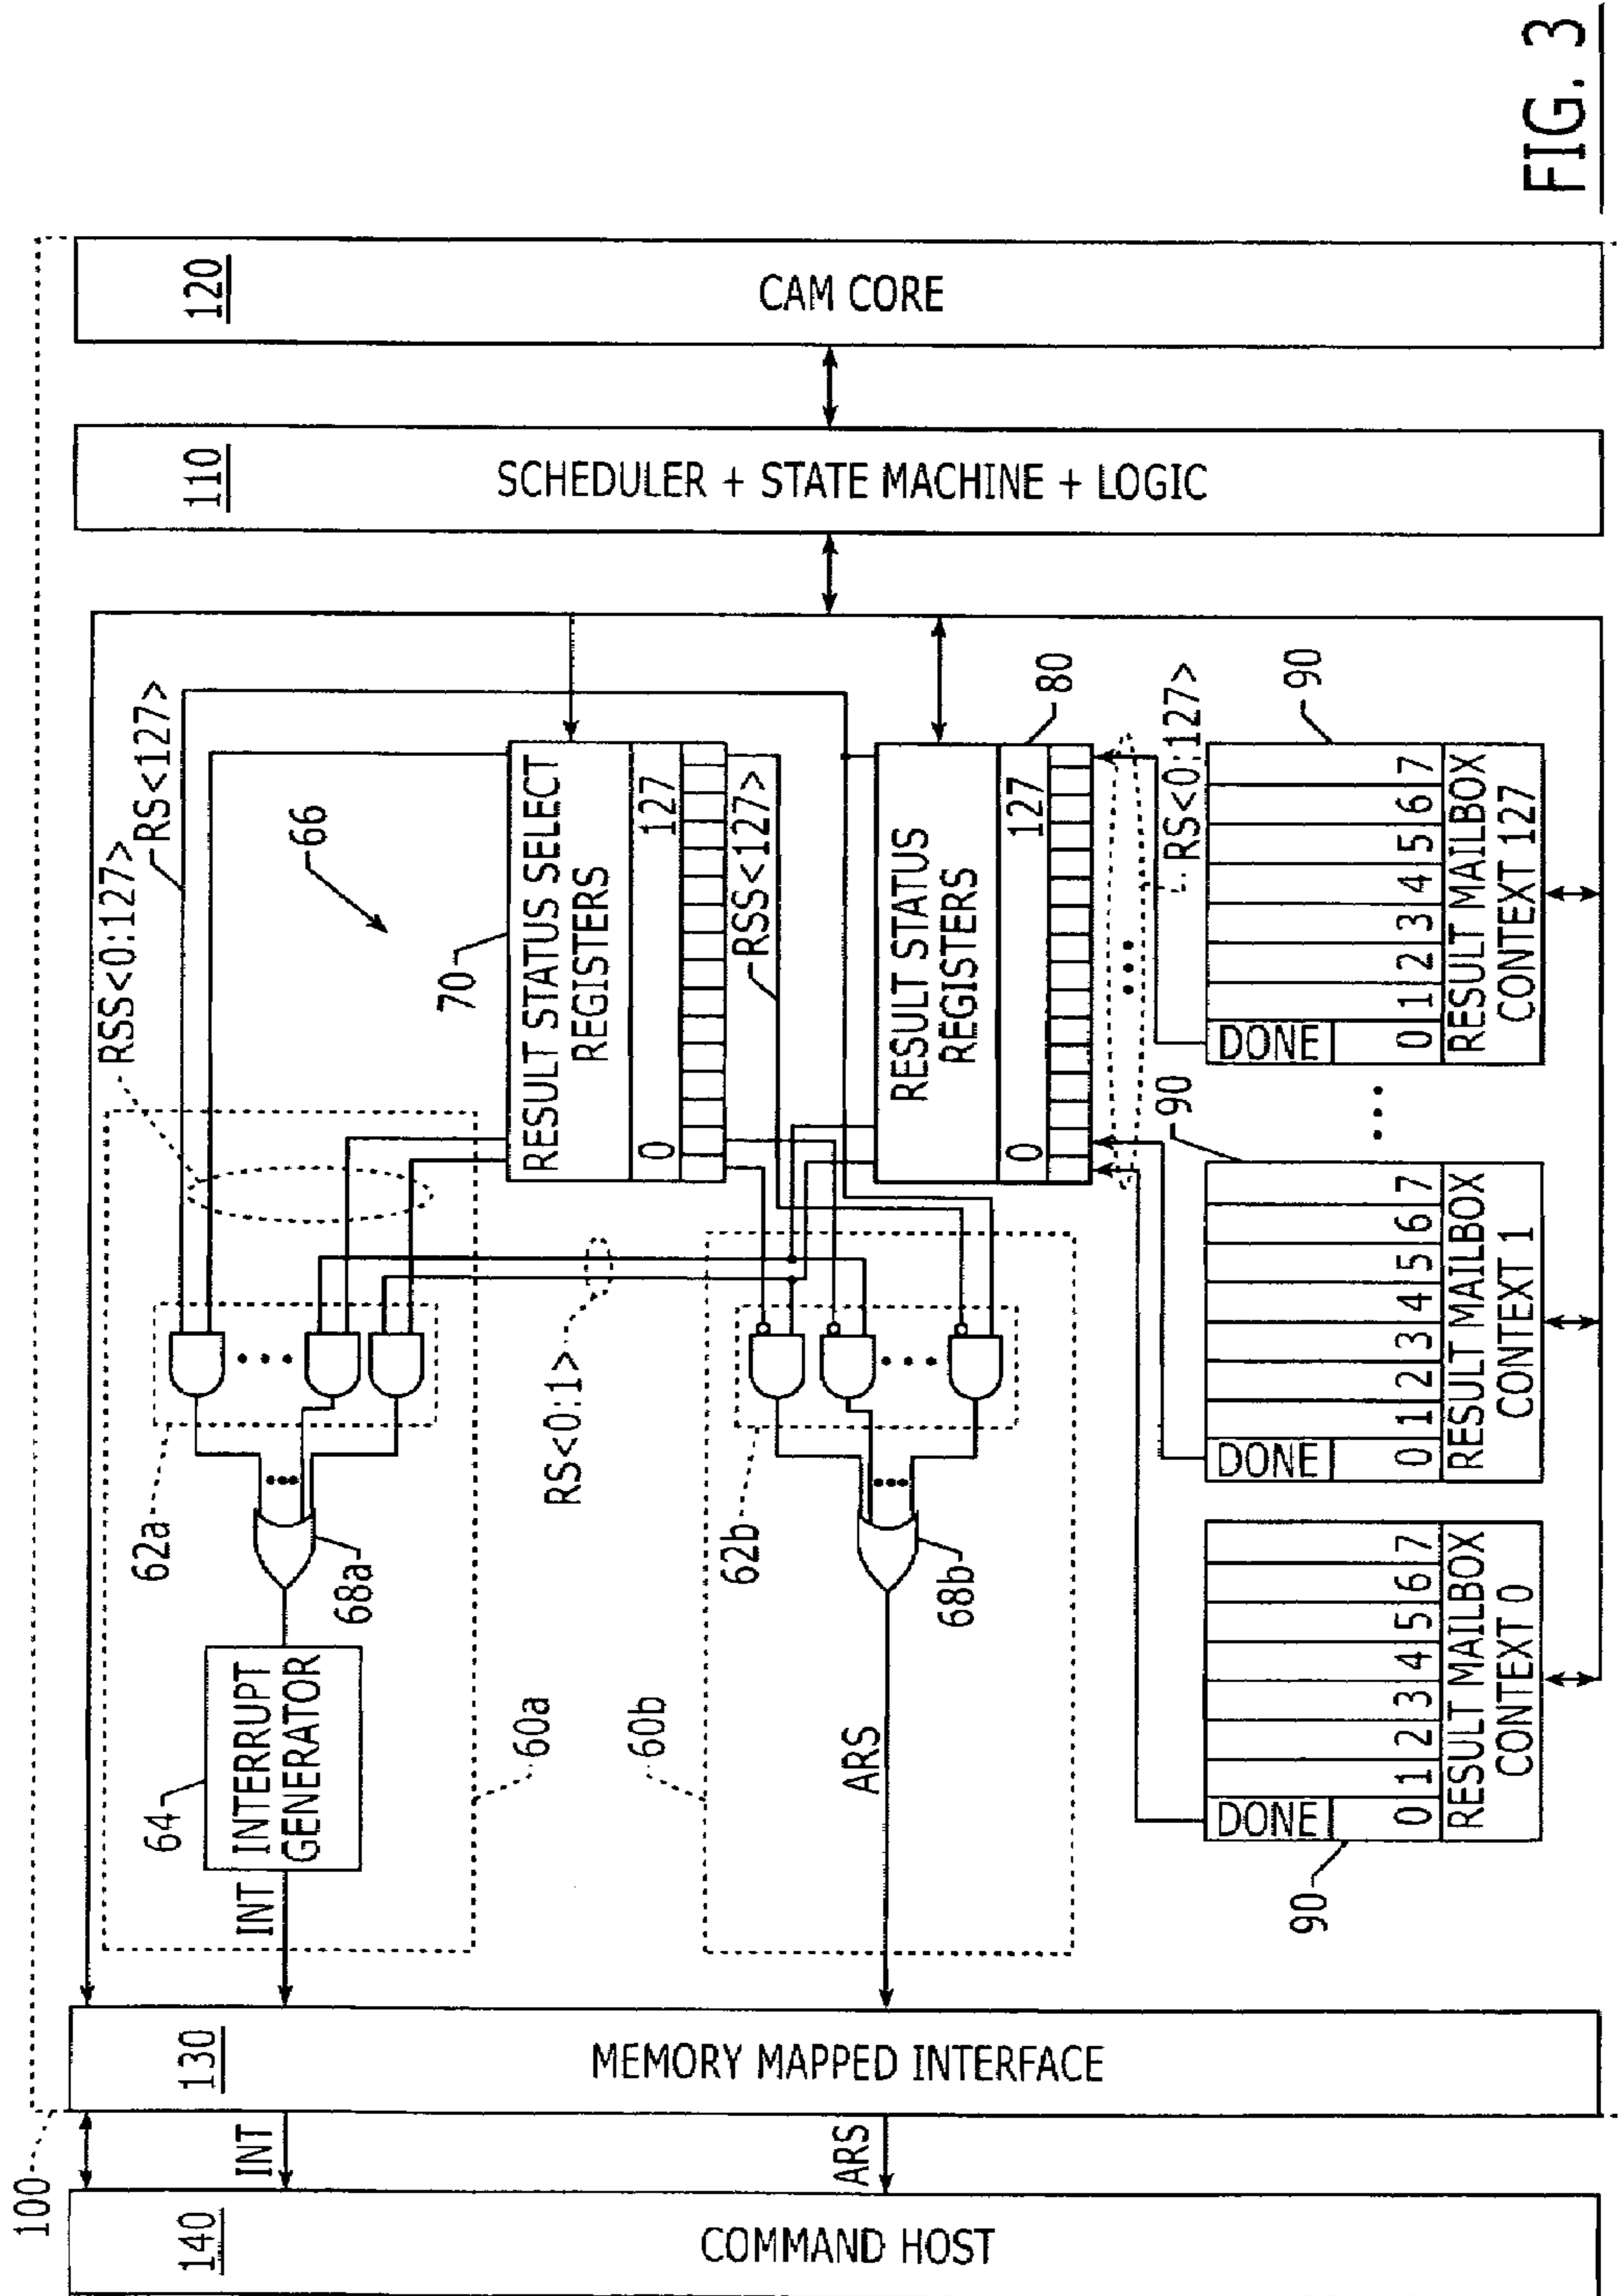 100
140
COMMAND HOST
INT
ARS
130
MEMORY MAPPED INTERFACE
INT
64
INTERRUPT
GENERATOR
60a
60b
ARS
62a
68a
RS<0:1>
62b
68b
RSS<0:127>
RS<127>
66
70
RESULT STATUS SELECT
REGISTERS
0 127
RSS<127>
RESULT STATUS
REGISTERS
0 127
80
RS<0:127>
90
DONE
0 1 2 3 4 5 6 7
RESULT MAILBOX
CONTEXT 0
90
DONE
0 1 2 3 4 5 6 7
RESULT MAILBOX
CONTEXT 1
90
DONE
0 1 2 3 4 5 6 7
RESULT MAILBOX
CONTEXT 127
110
SCHEDULER + STATE MACHINE + LOGIC
120
CAM CORE
FIG. 3